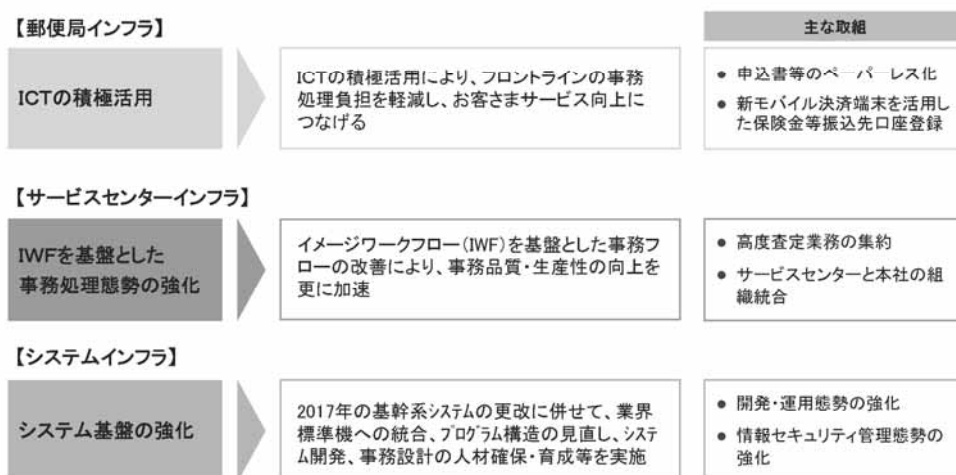 【郵便局インフラ】
主な取組
ICTの積極活用
ICTの積極活用により、フロントラインの事務
処理負担を軽減し、お客さまサービス向上に
つなげる
● 申込書等のペーパーレス化
● 新モバイル決済端末を活用し
た保険金等振込先口座登録
【サービスセンターインフラ】
IWFを基盤とした
事務処理態勢の強化
イメージワークフロー(IWF)を基盤とした事務フ
ローの改善により、事務品質・生産性の向上を
更に加速
● 高度査定業務の集約
● サービスセンターと本社の組
織統合
【システムインフラ】
システム基盤の強化
2017年の基幹系システムの更改に併せて、業界
標準機への統合、プログラム構造の見直し、システ
ム開発、事務設計の人材確保・育成等を実施
● 開発・運用態勢の強化
● 情報セキュリティ管理態勢の
強化